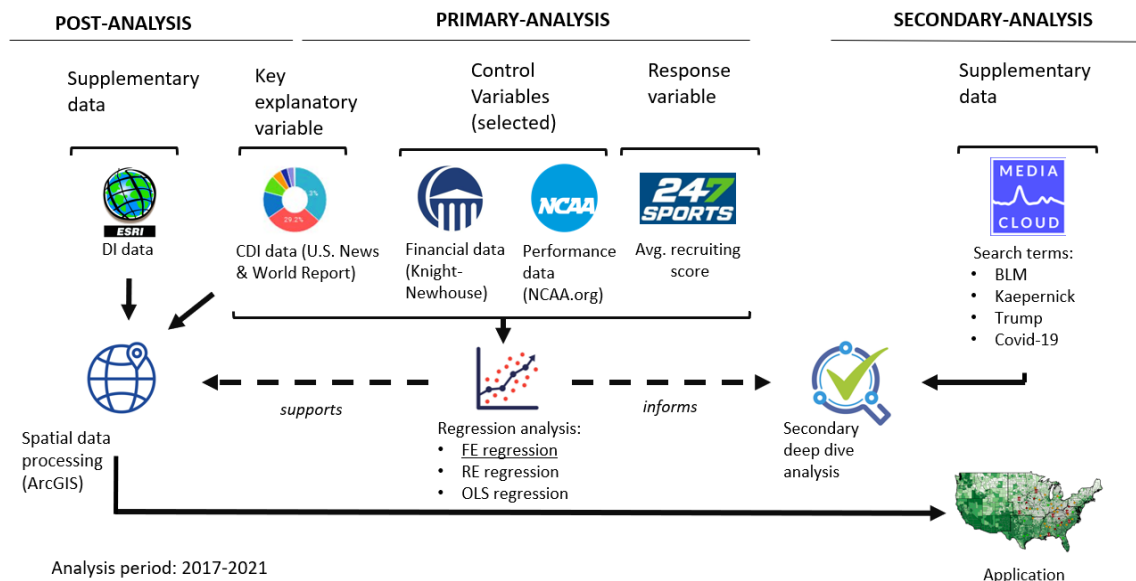 POST-ANALYSIS
PRIMARY-ANALYSIS
SECONDARY-ANALYSIS
Supplementary
data
Key
explanatory
variable
Control
Variables
(selected)
Response
variable
Supplementary
data
ESRI
DI data
3%
29.2%
CDI data (U.S. News
& World Report)
Financial data
(Knight-
Newhouse)
NCAA
Performance
data
(NCAA.org)
247
SPORTS
Avg. recruiting
score
MEDIA
CLOUD
Search terms:
• BLM
• Kaepernick
• Trump
• Covid-19
supports
informs
Spatial data
processing
(ArcGIS)
Regression analysis:
• FE regression
• RE regression
• OLS regression
Secondary
deep dive
analysis
Application
Analysis period: 2017-2021